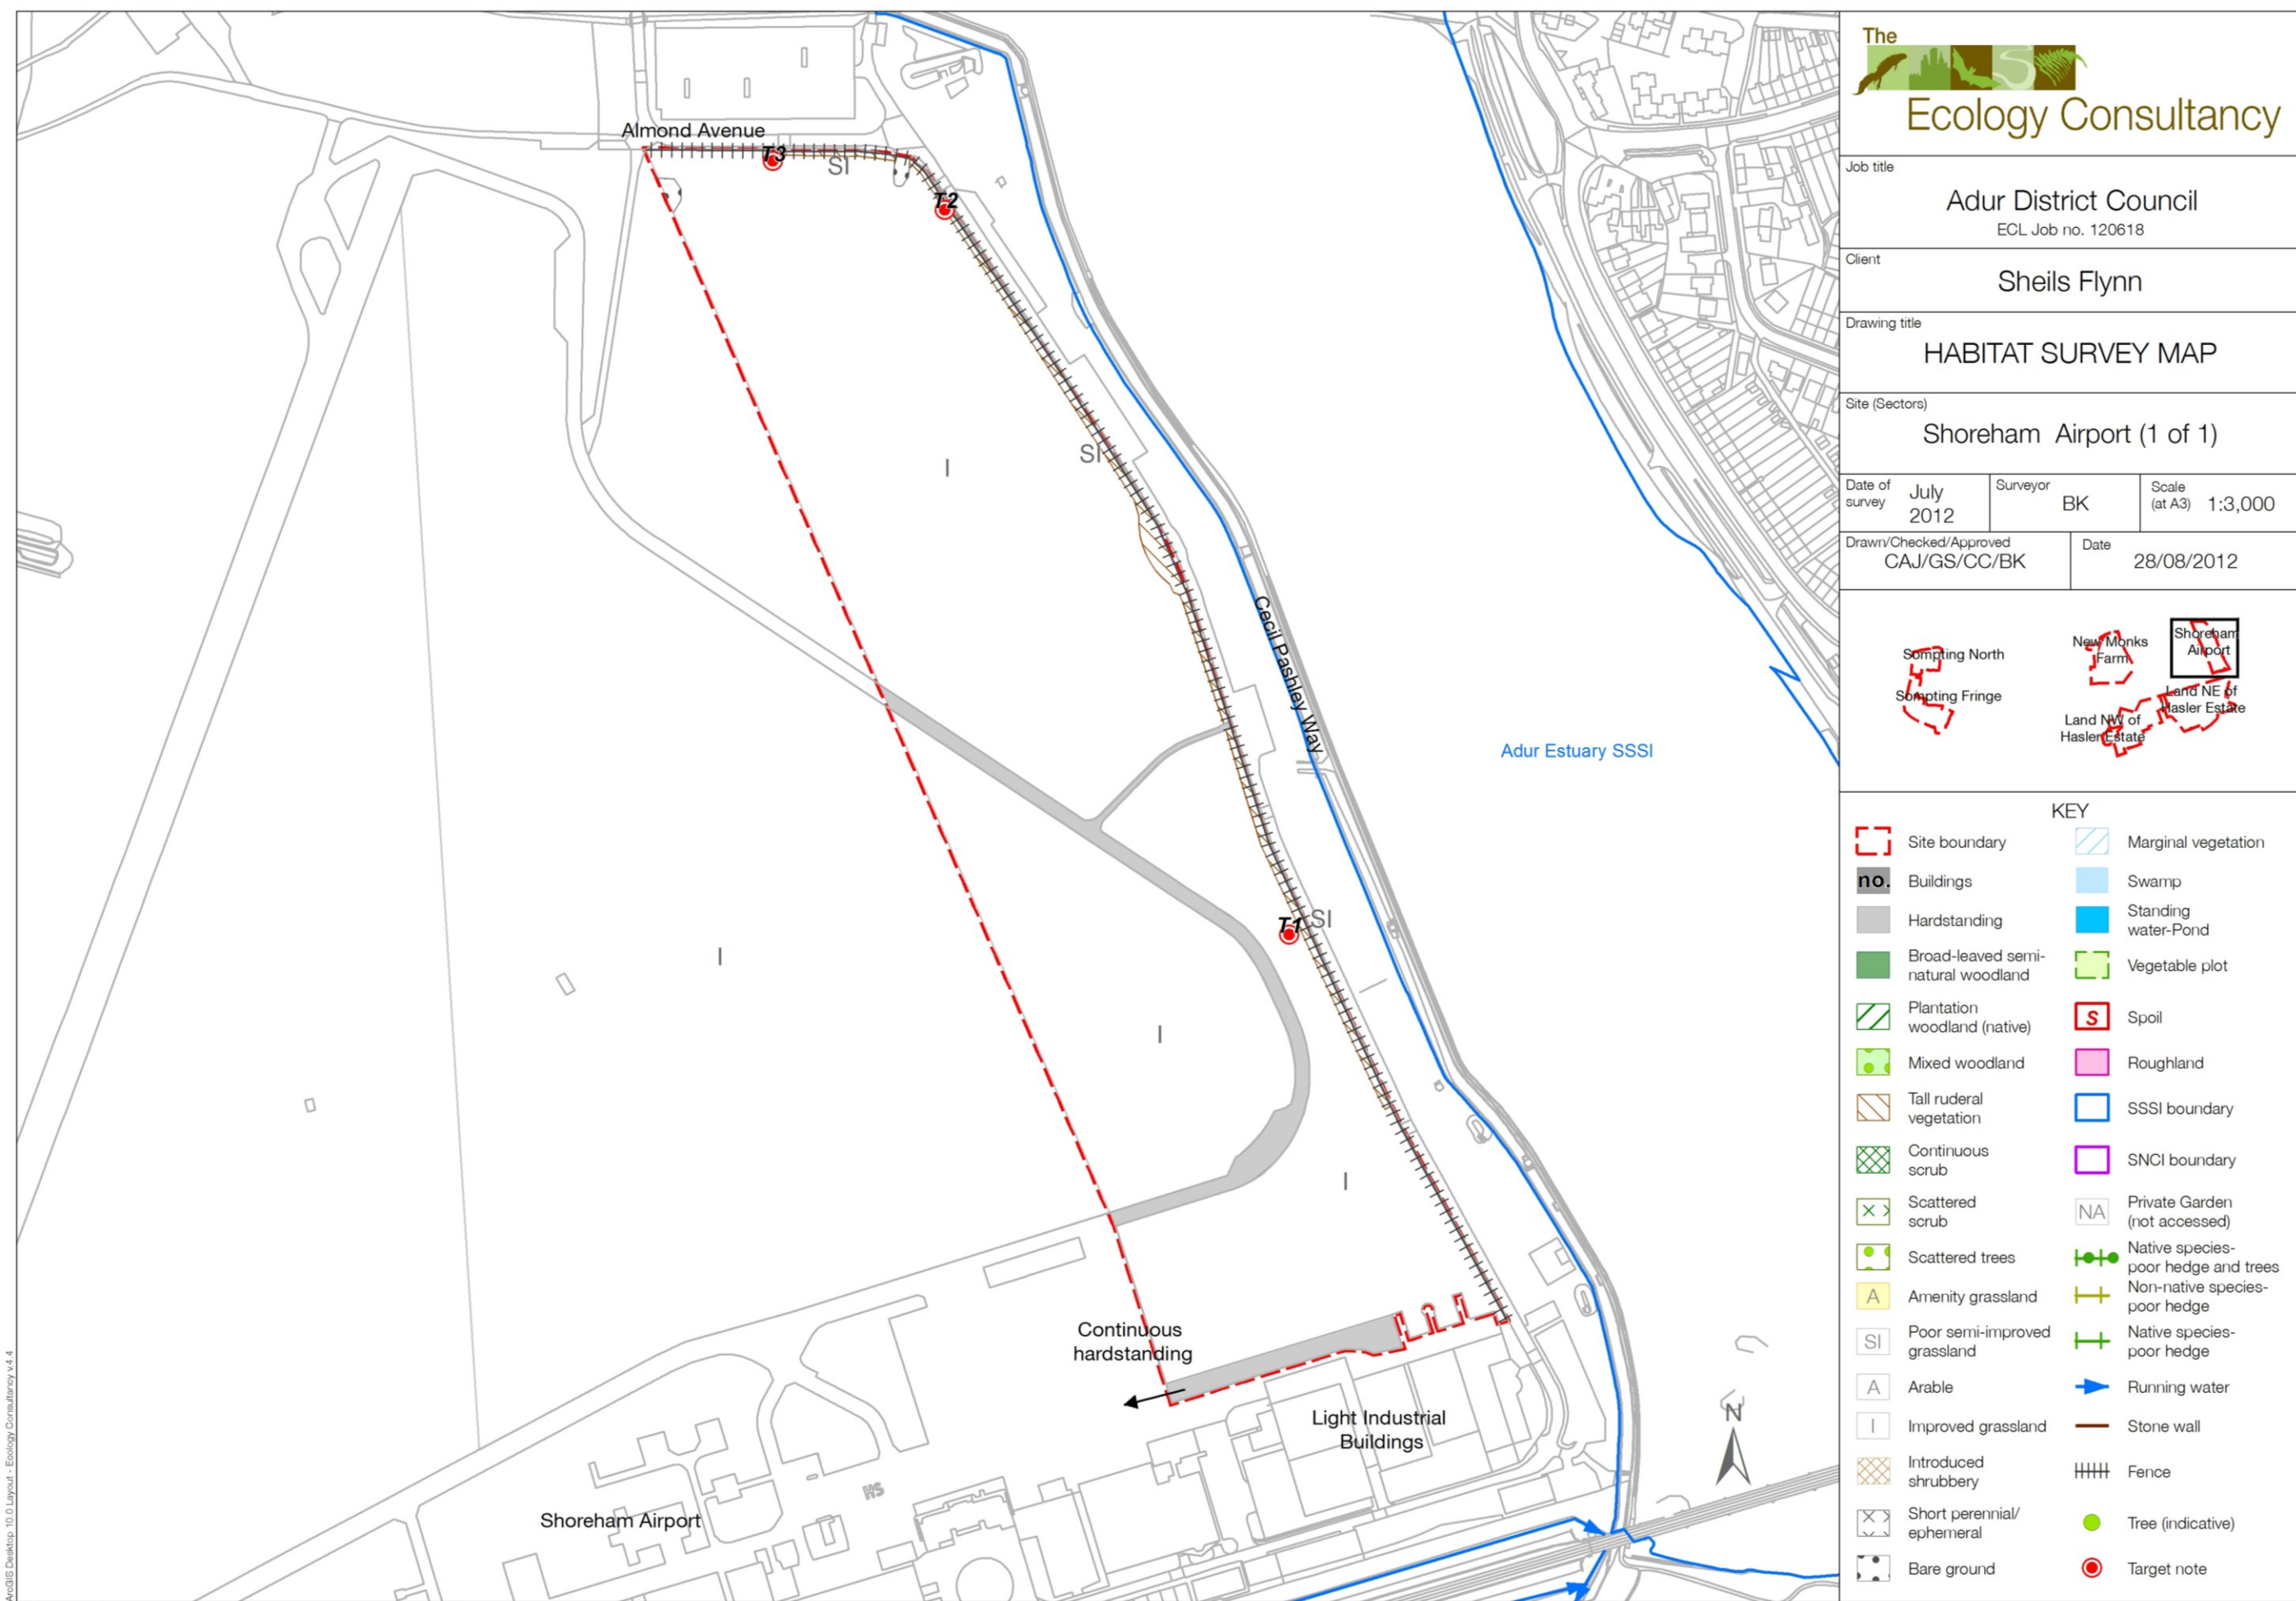 Almond Avenue
T3
SI
T2
SI
I
Cecil Pashley Way
Adur Estuary SSSI
T1
SI
I
I
I
Continuous
hardstanding
Light Industrial
Buildings
N
HS
Shoreham Airport
ArcGIS Desktop 10.0 Layout - Ecology Consultancy v.4.4
The
Ecology Consultancy
Job title
Adur District Council
ECL Job no. 120618
Client
Sheils Flynn
Drawing title
HABITAT SURVEY MAP
Site (Sectors)
Shoreham Airport (1 of 1)
Date of
survey
July
2012
Surveyor
BK
Scale
(at A3)
1:3,000
Drawn/Checked/Approved
CAJ/GS/CC/BK
Date
28/08/2012
Sompting North
Sompting Fringe
New Monks
Farm
Shoreham
Airport
Land NE of
Hasler Estate
Land NW of
Hasler Estate
KEY
Site boundary
no.
Buildings
Hardstanding
Broad-leaved semi-
natural woodland
Plantation
woodland (native)
Mixed woodland
Tall ruderal
vegetation
Continuous
scrub
Scattered
scrub
Scattered trees
A
Amenity grassland
SI
Poor semi-improved
grassland
A
Arable
I
Improved grassland
Introduced
shrubbery
Short perennial/
ephemeral
Bare ground
Marginal vegetation
Swamp
Standing
water-Pond
Vegetable plot
S
Spoil
Roughland
SSSI boundary
SNCI boundary
NA
Private Garden
(not accessed)
Native species-
poor hedge and trees
Non-native species-
poor hedge
Native species-
poor hedge
Running water
Stone wall
Fence
Tree (indicative)
Target note